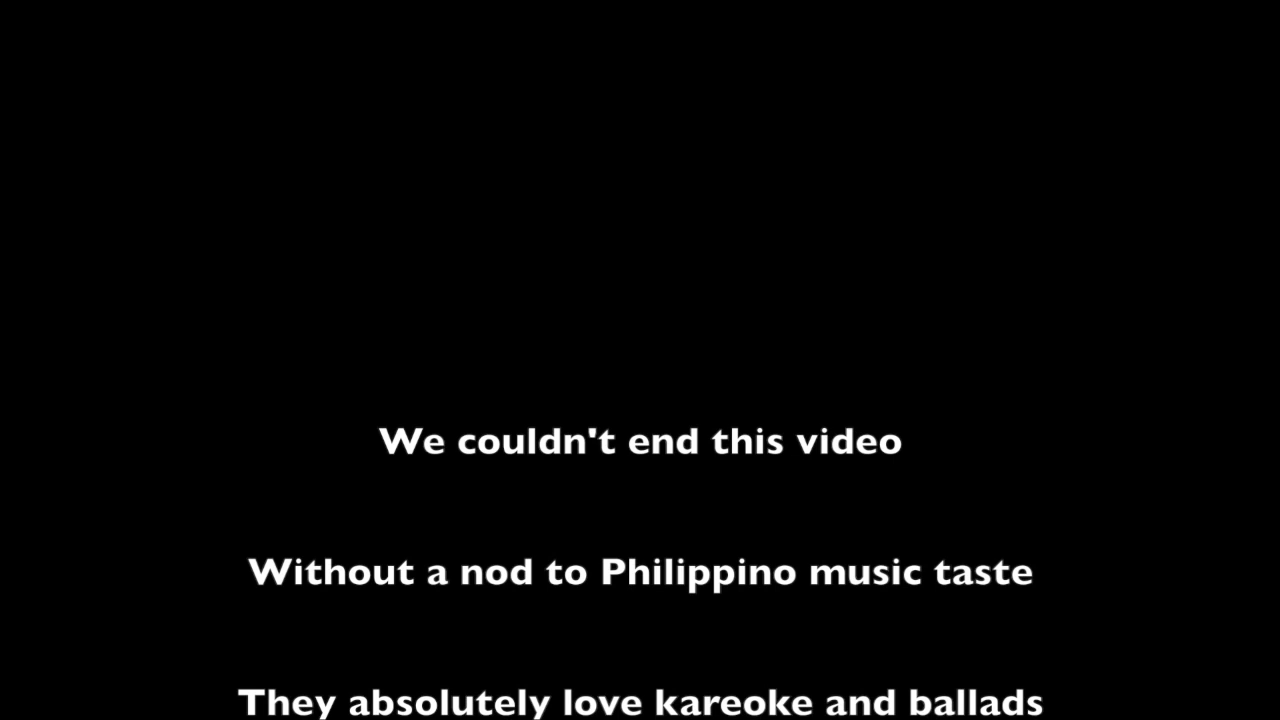 We couldn't end this video
Without a nod to Philippino music taste
They absolutely love kareoke and ballads